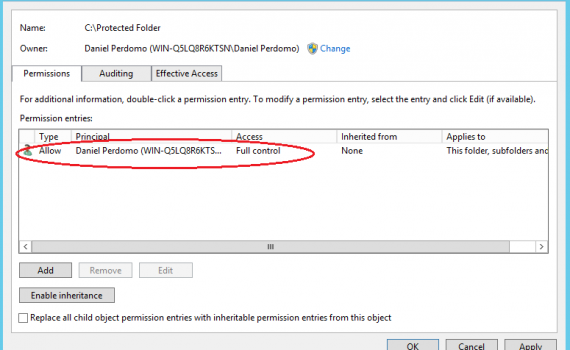 Name: C:\Protected Folder
Owner: Daniel Perdomo (WIN-Q5LQ8R6KTSN\Daniel Perdomo) Change
Permissions Auditing Effective Access
For additional information, double-click a permission entry. To modify a permission entry, select the entry and click Edit (if available).
Permission entries:
Type Principal Access Inherited from Applies to
Allow Daniel Perdomo (WIN-Q5LQ8R6KTS... Full control None This folder, subfolders and
Add Remove Edit
Enable inheritance
Replace all child object permission entries with inheritable permission entries from this object
OK Cancel Apply